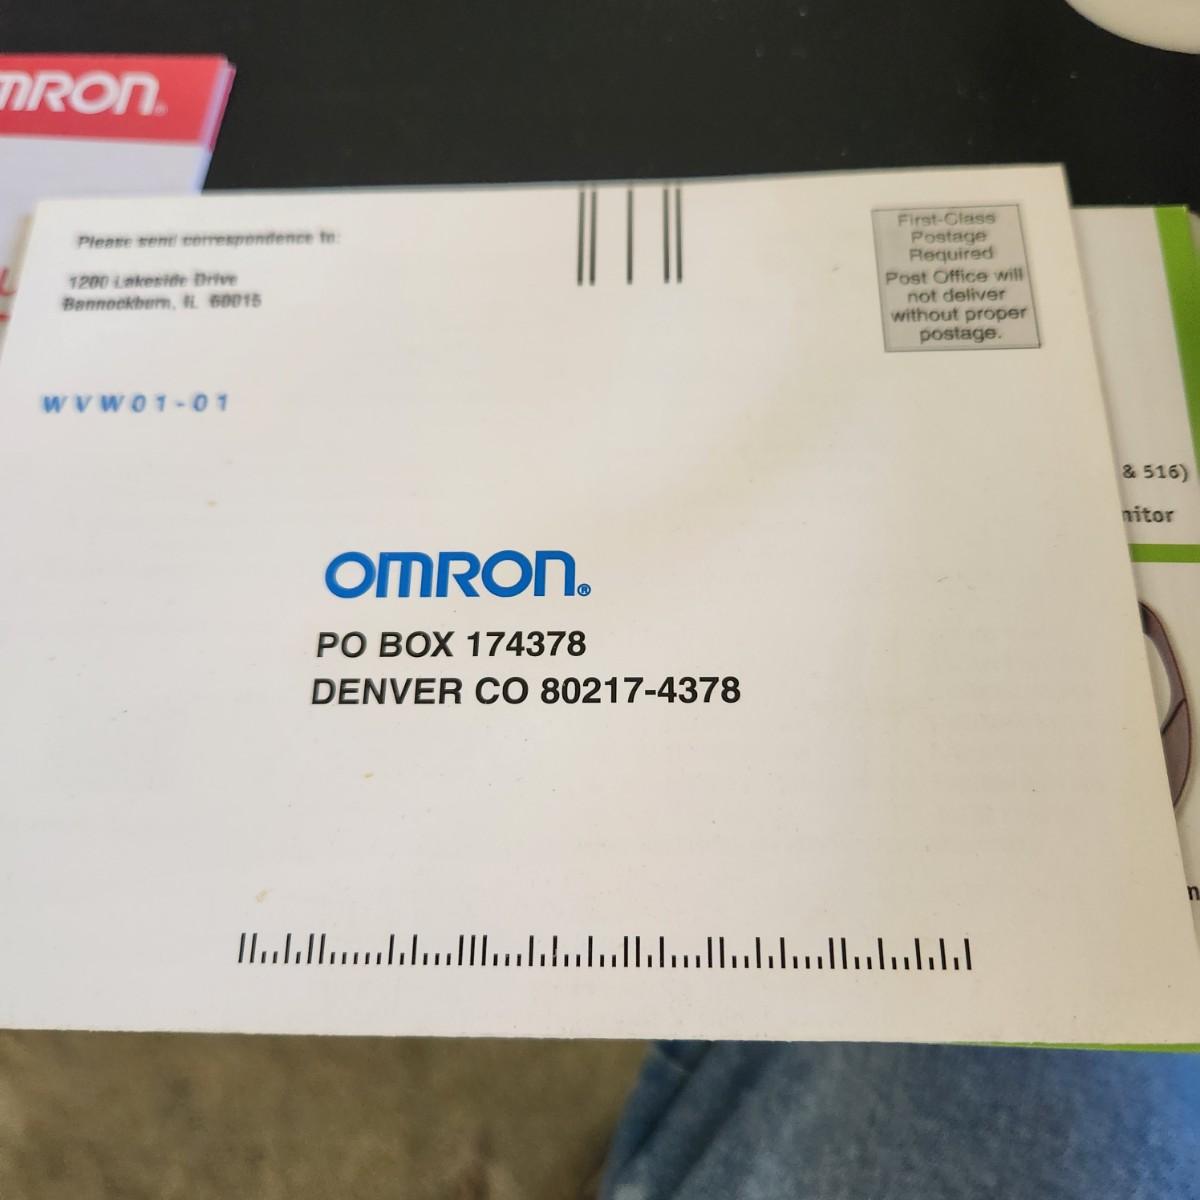 OMRON®
Please send correspondence to:
1200 Lakeside Drive
Bannockburn, IL 60015
First-Class
Postage
Required
Post Office will
not deliver
without proper
postage.
WVW01-01
& 516)
OMRON®
PO BOX 174378
DENVER CO 80217-4378